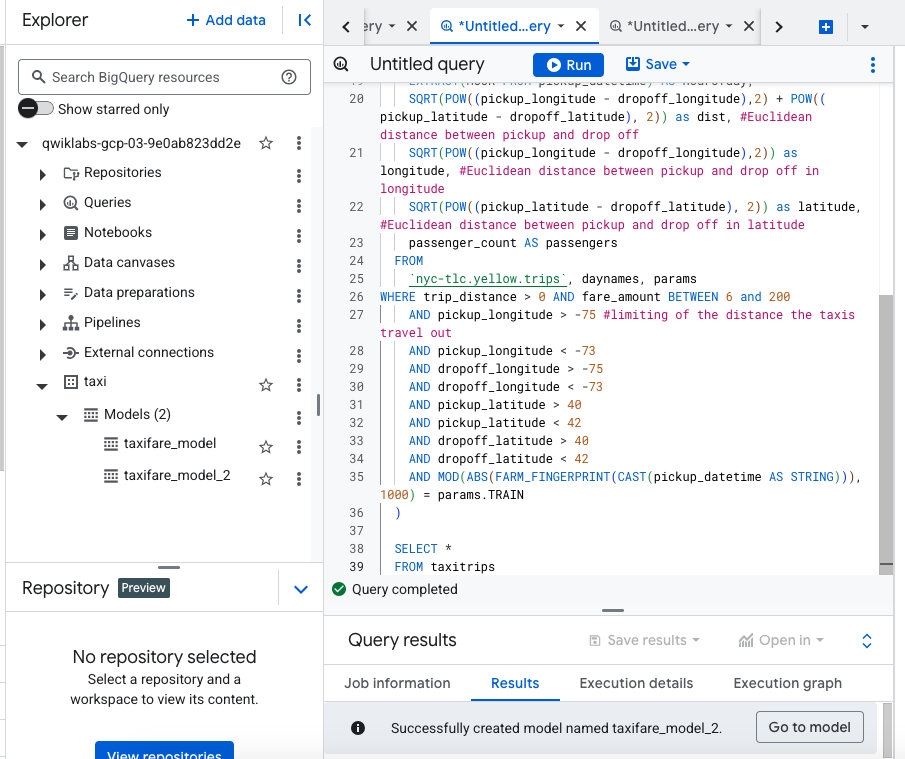 Explorer
+ Add data
ery
*Untitled...ery
*Untitled...ery
Search BigQuery resources
Show starred only
qwiklabs-gcp-03-9e0ab823dd2e
Repositories
Queries
Notebooks
Data canvases
Data preparations
Pipelines
External connections
taxi
Models (2)
taxifare_model
taxifare_model_2
Repository Preview
No repository selected
Select a repository and a
workspace to view its content.
View repositories
Untitled query
Run
Save
20 SQRT(POW((pickup_longitude - dropoff_longitude),2) + POW((
pickup_latitude - dropoff_latitude), 2)) as dist, #Euclidean
distance between pickup and drop off
21 SQRT(POW((pickup_longitude - dropoff_longitude),2)) as
longitude, #Euclidean distance between pickup and drop off in
longitude
22 SQRT(POW((pickup_latitude - dropoff_latitude), 2)) as latitude,
#Euclidean distance between pickup and drop off in latitude
23 passenger_count AS passengers
24 FROM
25 `nyc-tlc.yellow.trips`, daynames, params
26 WHERE trip_distance > 0 AND fare_amount BETWEEN 6 and 200
27 AND pickup_longitude > -75 #limiting of the distance the taxis
travel out
28 AND pickup_longitude < -73
29 AND dropoff_longitude > -75
30 AND dropoff_longitude < -73
31 AND pickup_latitude > 40
32 AND pickup_latitude < 42
33 AND dropoff_latitude > 40
34 AND dropoff_latitude < 42
35 AND MOD(ABS(FARM_FINGERPRINT(CAST(pickup_datetime AS STRING))),
1000) = params.TRAIN
36 )
37
38 SELECT *
39 FROM taxitrips
Query completed
Query results
Save results
Open in
Job information
Results
Execution details
Execution graph
Successfully created model named taxifare_model_2.
Go to model